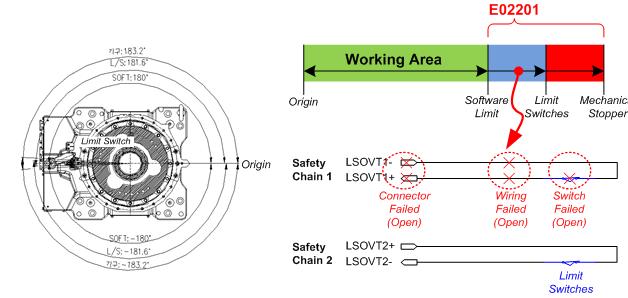 기구:183.2°
L/S:181.6°
SOFT:180°
Limit Switch
Origin
SOFT:-180°
L/S:-181.6°
기구:-183.2°
E02201
Working Area
Origin
Software
Limit
Limit
Switches
Mechanic
Stopper
Safety
Chain 1
LSOVT1-
LSOVT1+
Connector
Failed
(Open)
Wiring
Failed
(Open)
Switch
Failed
(Open)
Safety
Chain 2
LSOVT2+
LSOVT2-
Limit
Switches